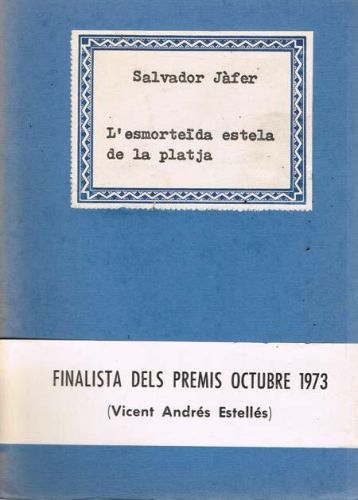 Salvador Jàfer
L'esmorteïda estela
de la platja
FINALISTA DELS PREMIS OCTUBRE 1973
(Vicent Andrés Estellés)